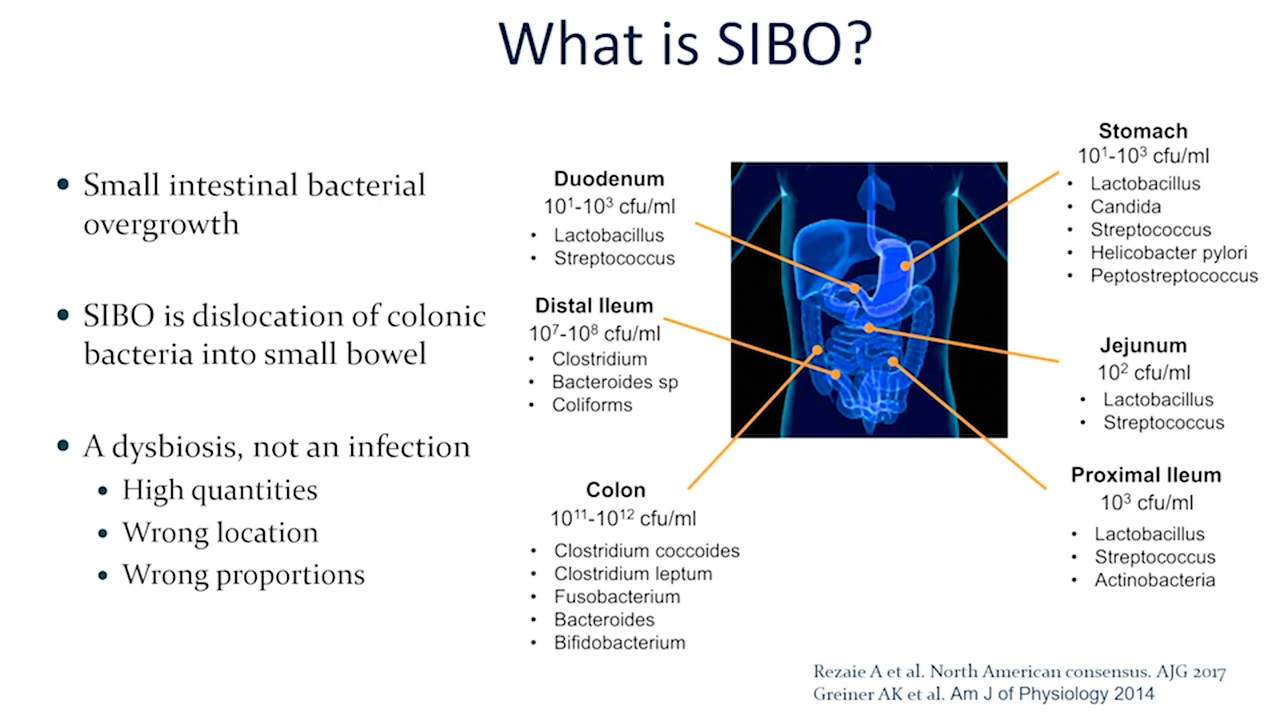 What is SIBO?
• Small intestinal bacterial
overgrowth
• SIBO is dislocation of colonic
bacteria into small bowel
• A dysbiosis, not an infection
• High quantities
• Wrong location
• Wrong proportions
Duodenum
10¹-10³ cfu/ml
• Lactobacillus
• Streptococcus
Distal Ileum
10⁷-10⁸ cfu/ml
• Clostridium
• Bacteroides sp
• Coliforms
Colon
10¹¹-10¹² cfu/ml
• Clostridium coccoides
• Clostridium leptum
• Fusobacterium
• Bacteroides
• Bifidobacterium
Stomach
10¹-10³ cfu/ml
• Lactobacillus
• Candida
• Streptococcus
• Helicobacter pylori
• Peptostreptococcus
Jejunum
10² cfu/ml
• Lactobacillus
• Streptococcus
Proximal Ileum
10³ cfu/ml
• Lactobacillus
• Streptococcus
• Actinobacteria
Rezaie A et al. North American consensus. AJG 2017
Greiner AK et al. Am J of Physiology 2014